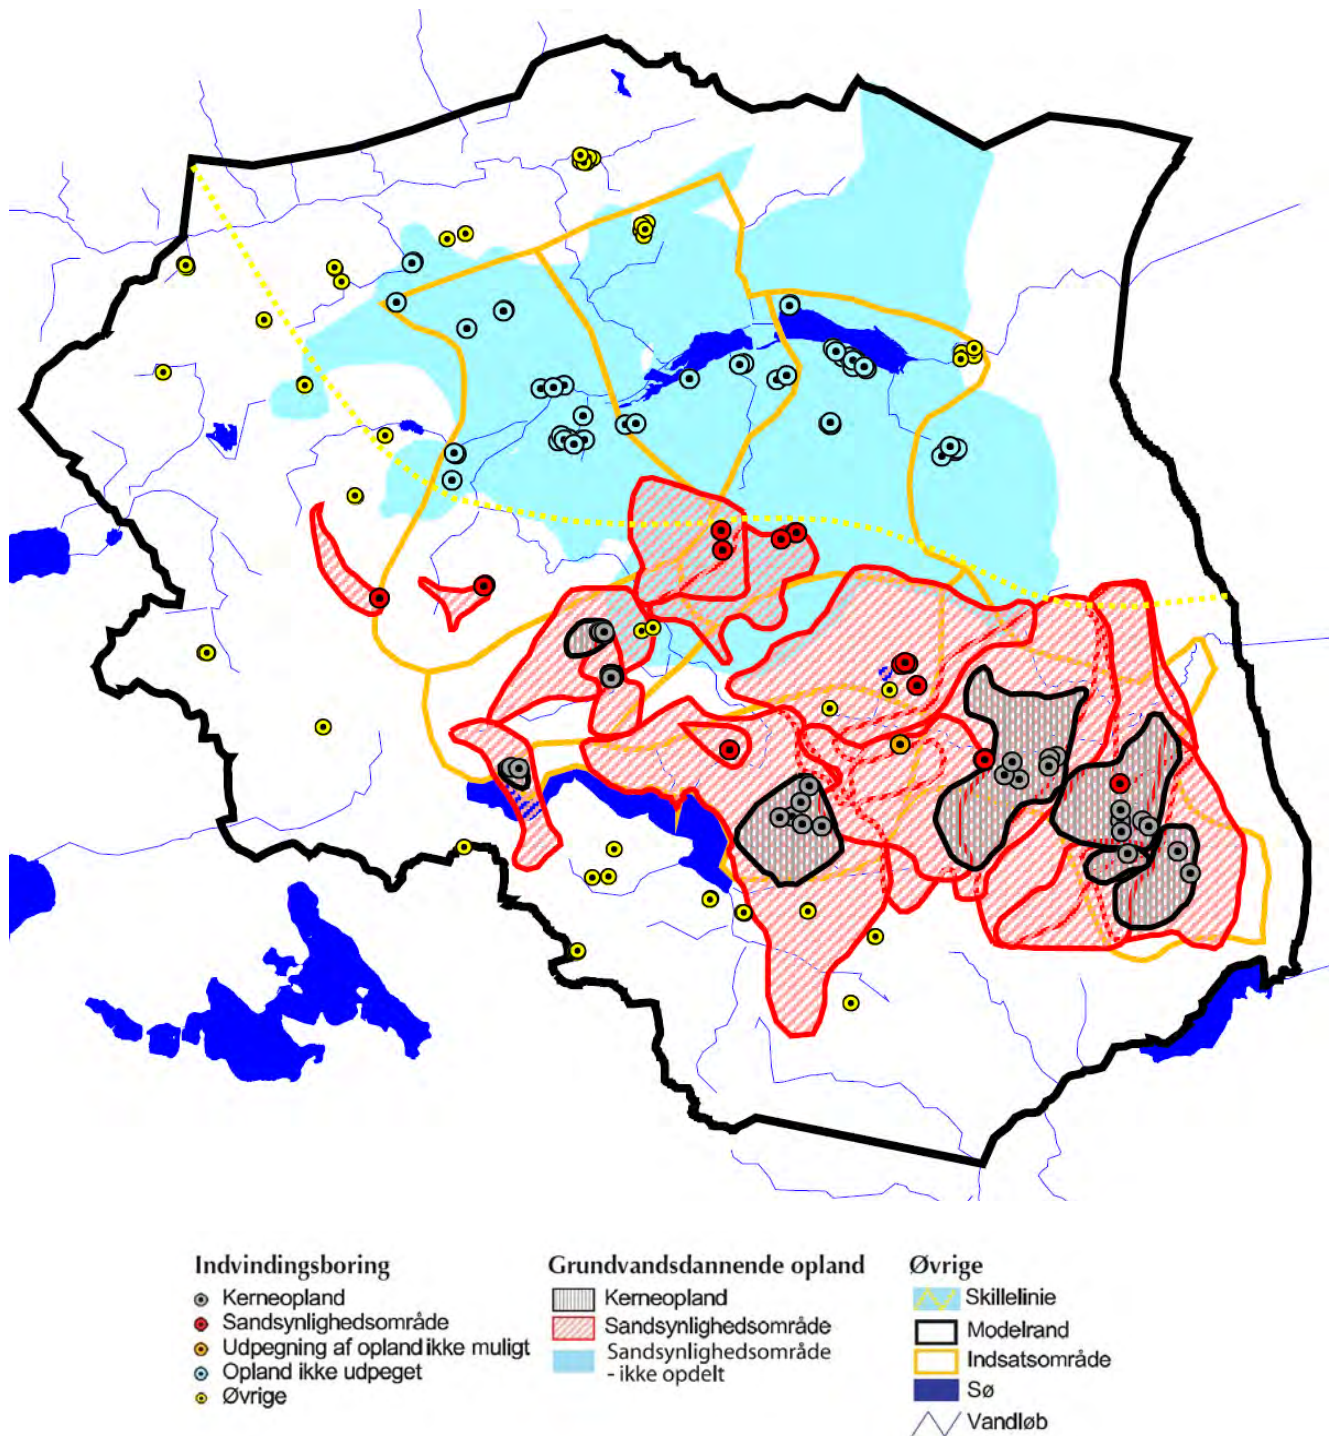 Indvindingsboring
Kerneopland
Sandsynlighedsområde
Udpegning af opland ikke muligt
Opland ikke udpeget
Øvrige
Grundvandsdannende opland
Kerneopland
Sandsynlighedsområde
Sandsynlighedsområde
- ikke opdelt
Øvrige
Skillelinie
Modelrand
Indsatsområde
Sø
Vandløb